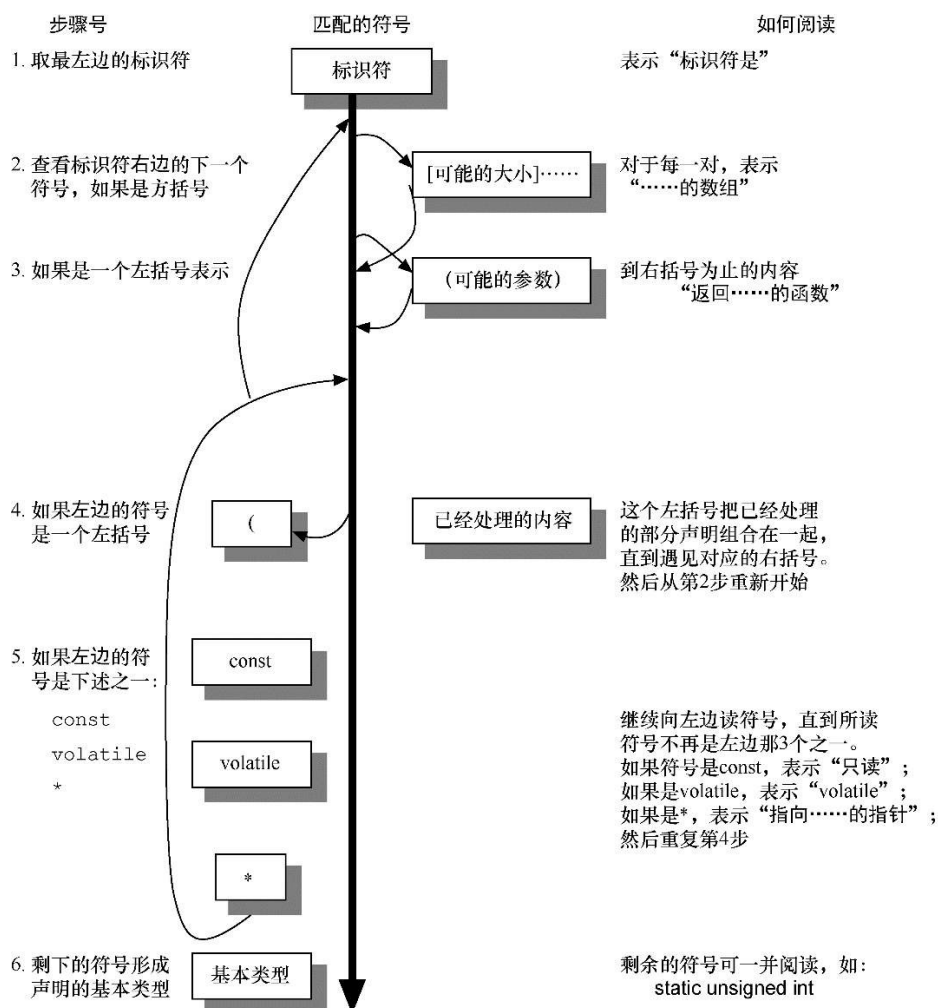 步骤号 匹配的符号 如何阅读
1. 取最左边的标识符
标识符
表示“标识符是”
2. 查看标识符右边的下一个
符号，如果是方括号
[可能的大小]……
对于每一对，表示
“……的数组”
3. 如果是一个左括号表示
(可能的参数)
到右括号为止的内容
“返回……的函数”
4. 如果左边的符号
是一个左括号
(
已经处理的内容
这个左括号把已经处理
的部分声明组合在一起，
直到遇见对应的右括号。
然后从第2步重新开始
5. 如果左边的符
号是下述之一：
const
volatile
*
const
volatile
*
继续向左边读符号，直到所读
符号不再是左边那3个之一。
如果符号是const，表示“只读”；
如果是volatile，表示“volatile”；
如果是*，表示“指向……的指针”；
然后重复第4步
6. 剩下的符号形成
声明的基本类型
基本类型
剩余的符号可一并阅读，如：
static unsigned int